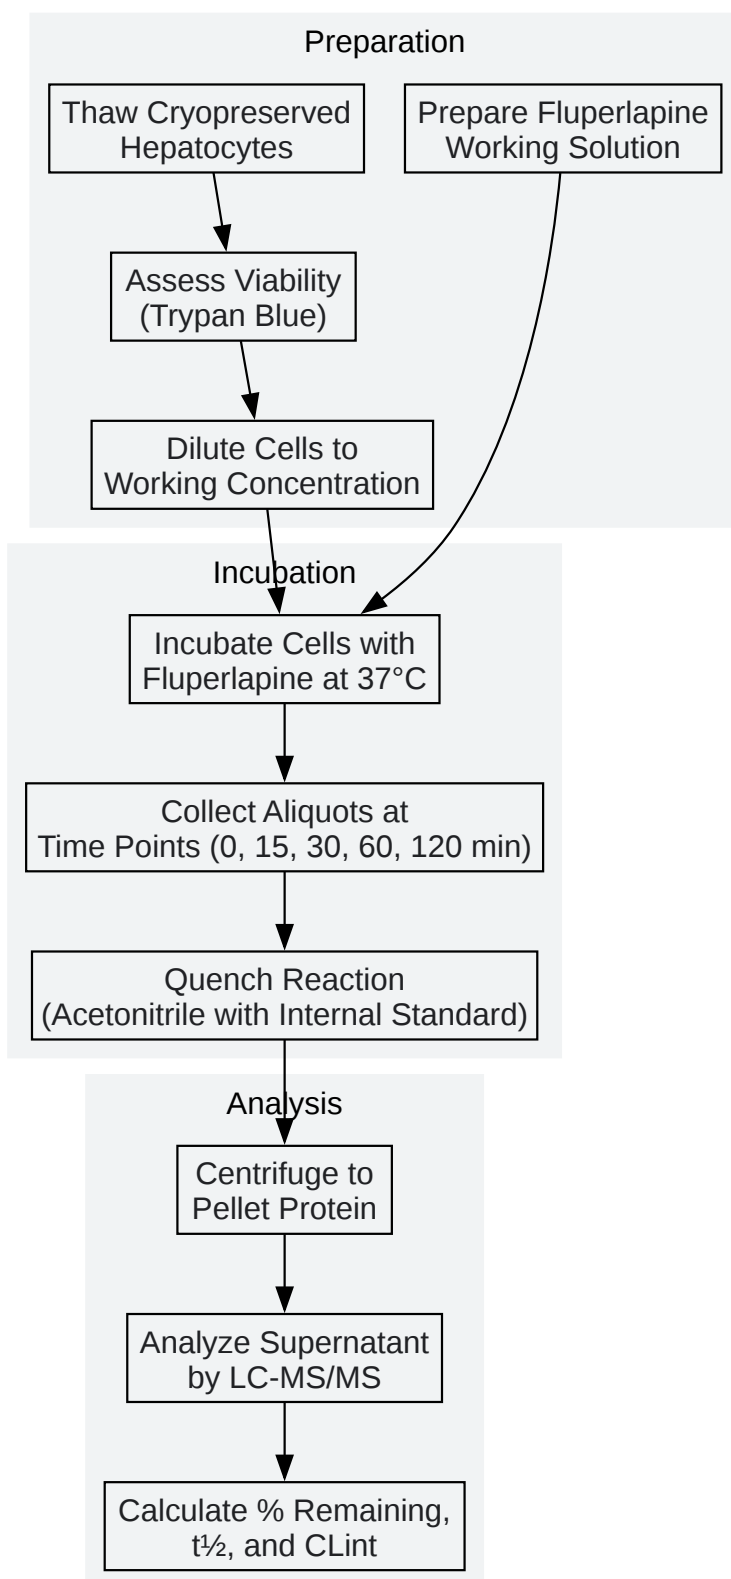 Preparation
Thaw Cryopreserved
Hepatocytes
Prepare Fluperlapine
Working Solution
Assess Viability
(Trypan Blue)
Dilute Cells to
Working Concentration
Incubation
Incubate Cells with
Fluperlapine at 37°C
Collect Aliquots at
Time Points (0, 15, 30, 60, 120 min)
Quench Reaction
(Acetonitrile with Internal Standard)
Analysis
Centrifuge to
Pellet Protein
Analyze Supernatant
by LC-MS/MS
Calculate % Remaining,
t½, and CLint